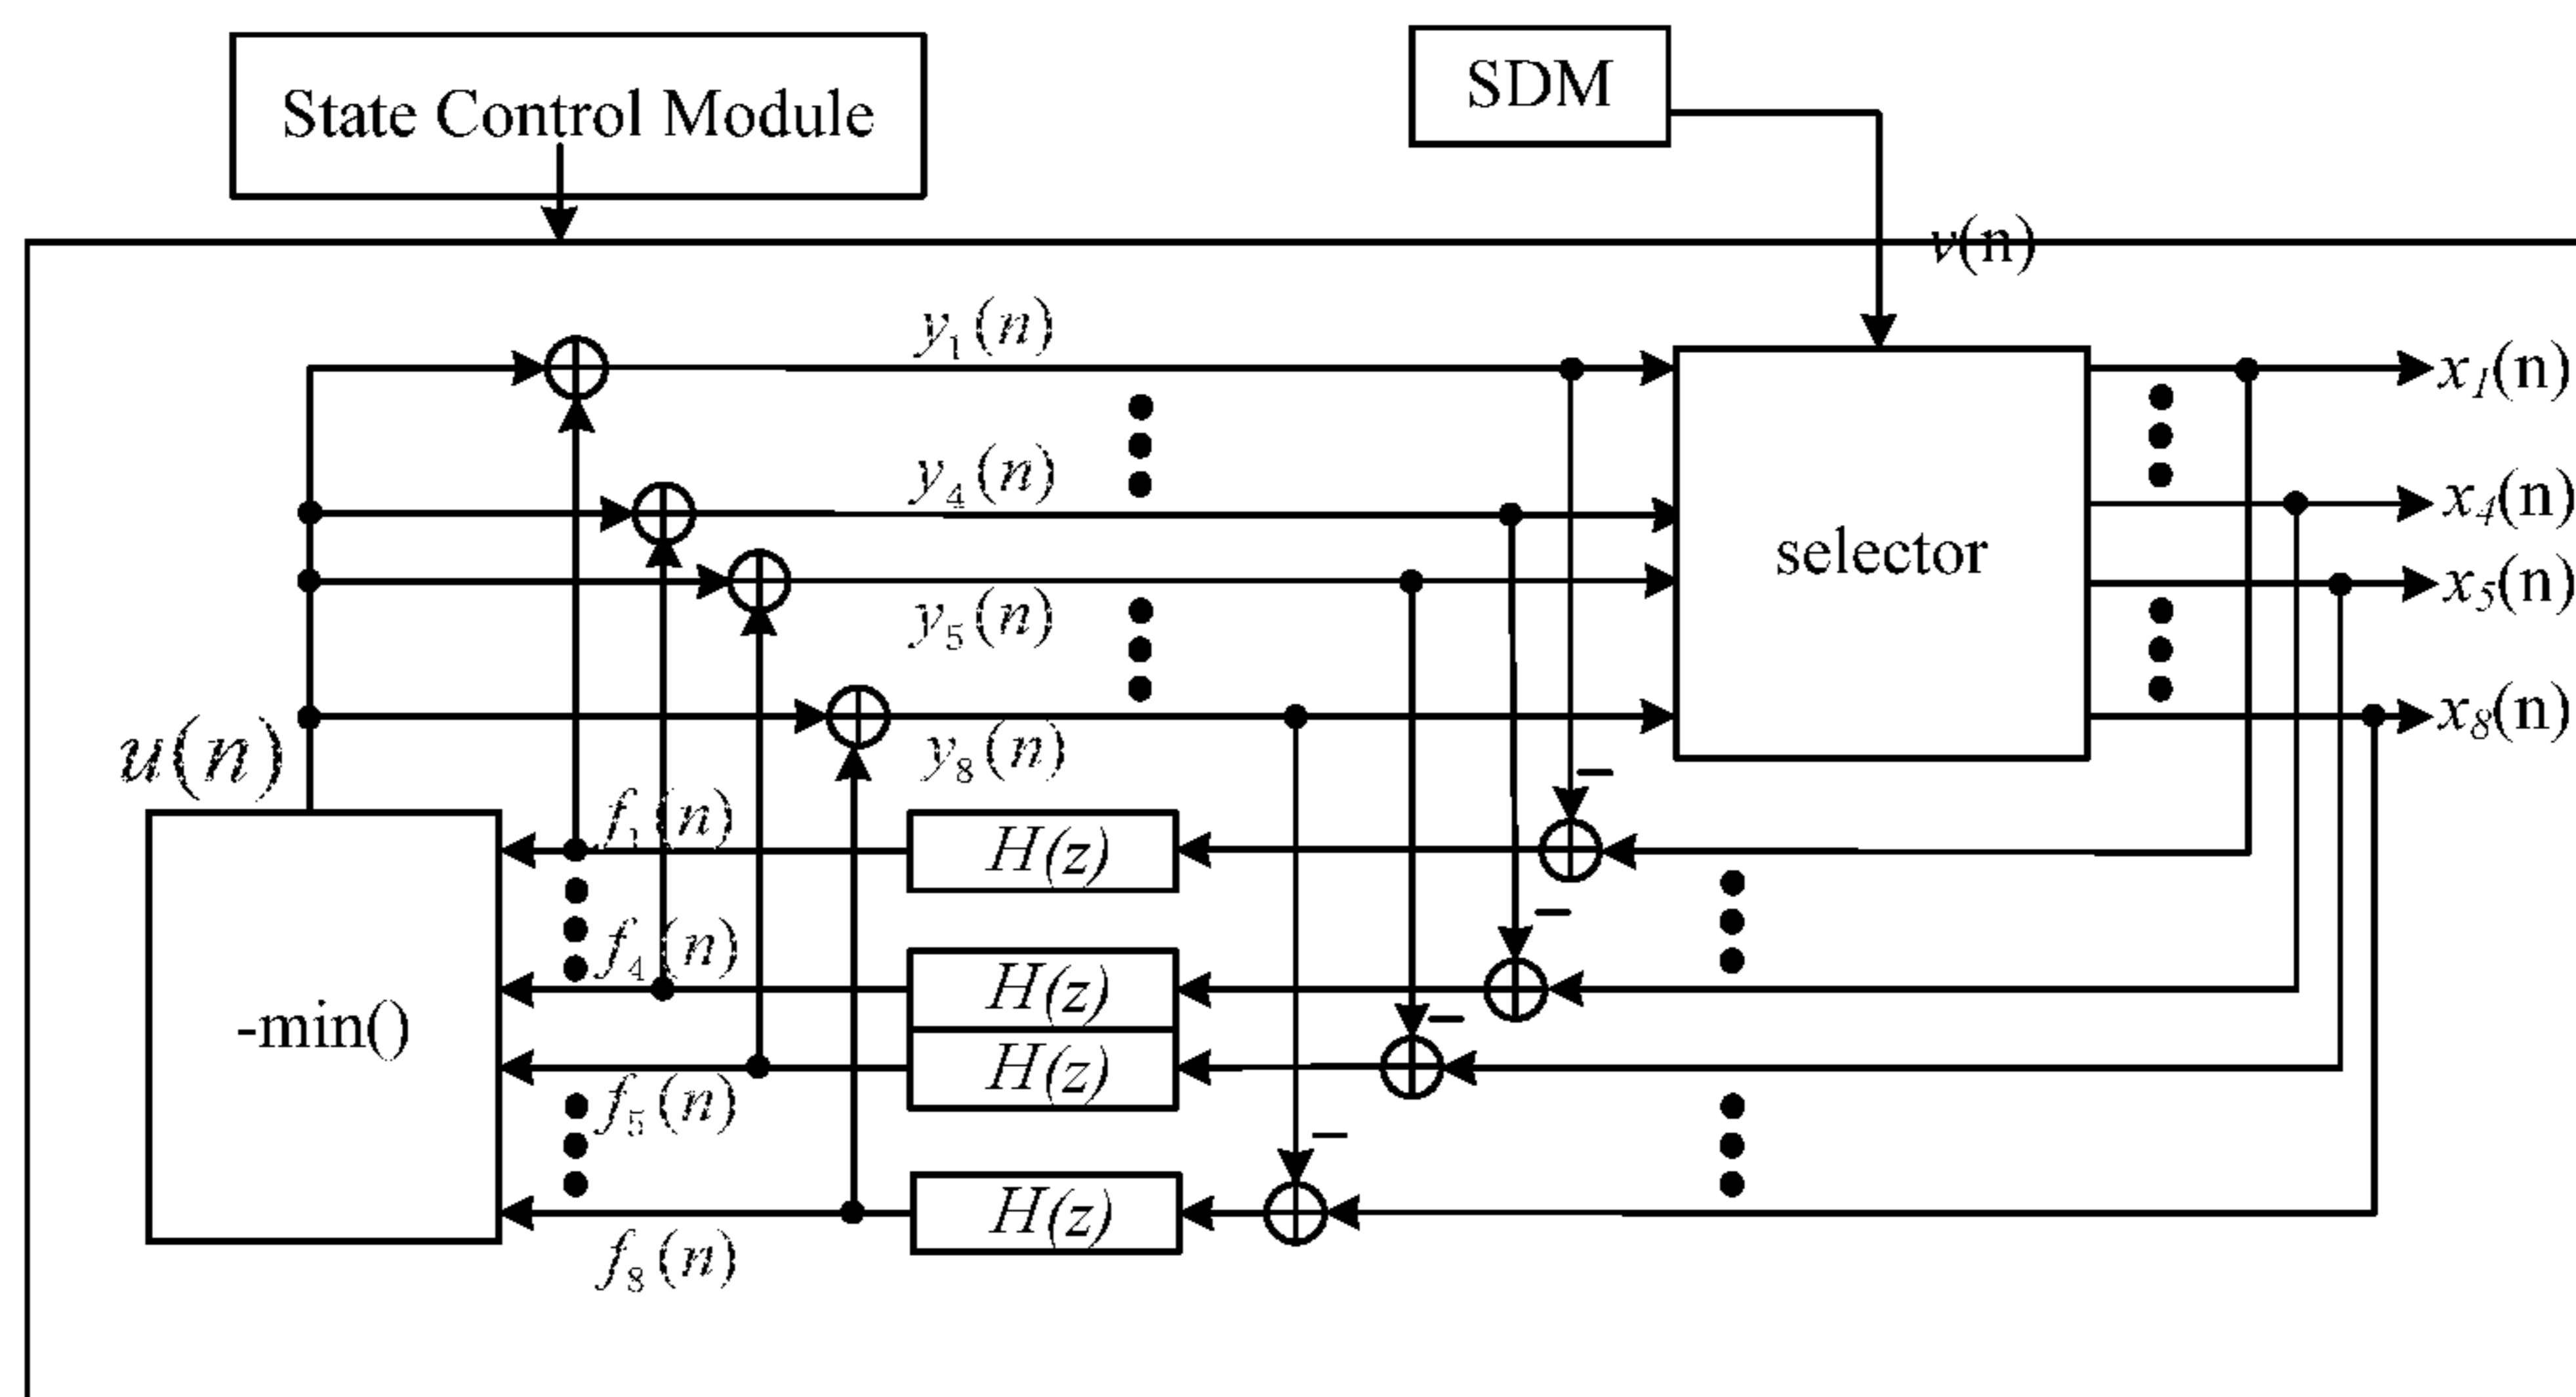 State Control Module
SDM
v(n)
y₁(n)
x₁(n)
y₄(n)
x₄(n)
selector
y₅(n)
x₅(n)
u(n)
y₈(n)
x₈(n)
f₁(n)
H(z)
–
f₄(n)
H(z)
–
-min()
f₅(n)
H(z)
–
f₈(n)
H(z)
–